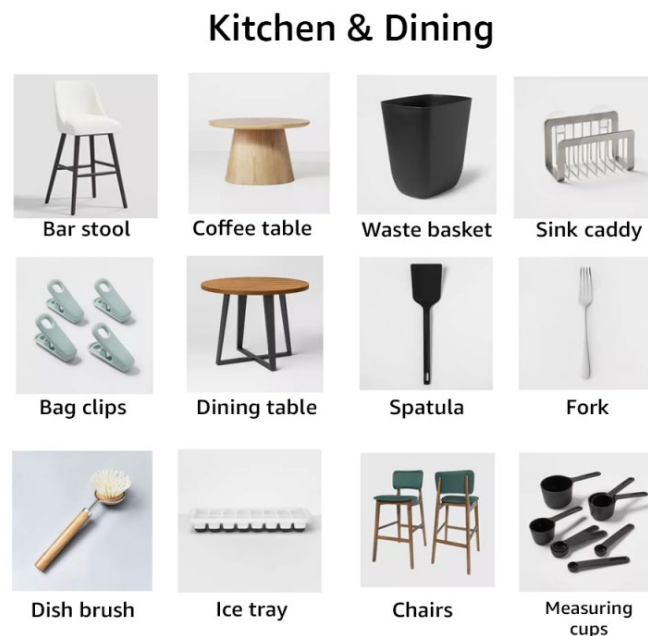 Kitchen & Dining
Bar stool
Coffee table
Waste basket
Sink caddy
Bag clips
Dining table
Spatula
Fork
Dish brush
Ice tray
Chairs
Measuring
cups